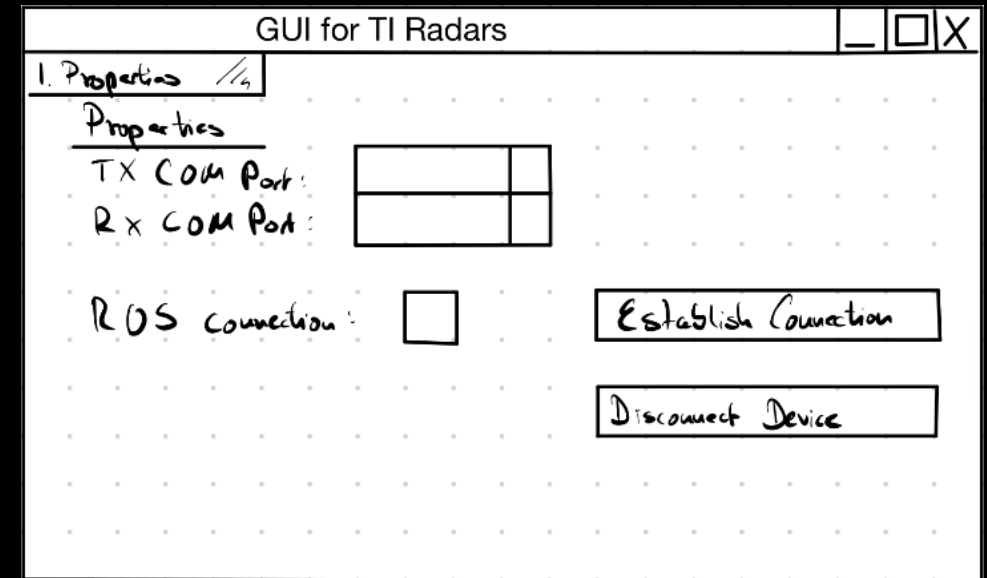 GUI for TI Radars
1. Properties
Properties
TX COM Port:
Rx COM Port:
ROS connection:
Establish Connection
Disconnect Device